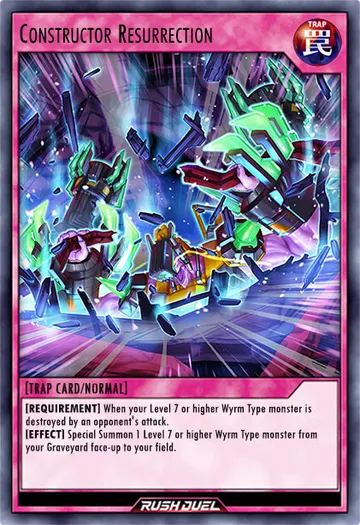 Constructor Resurrection
TRAP
罠
[TRAP CARD/NORMAL]
[REQUIREMENT] When your Level 7 or higher Wyrm Type monster is
destroyed by an opponent's attack.
[EFFECT] Special Summon 1 Level 7 or higher Wyrm Type monster from
your Graveyard face-up to your field.
RUSH DUEL